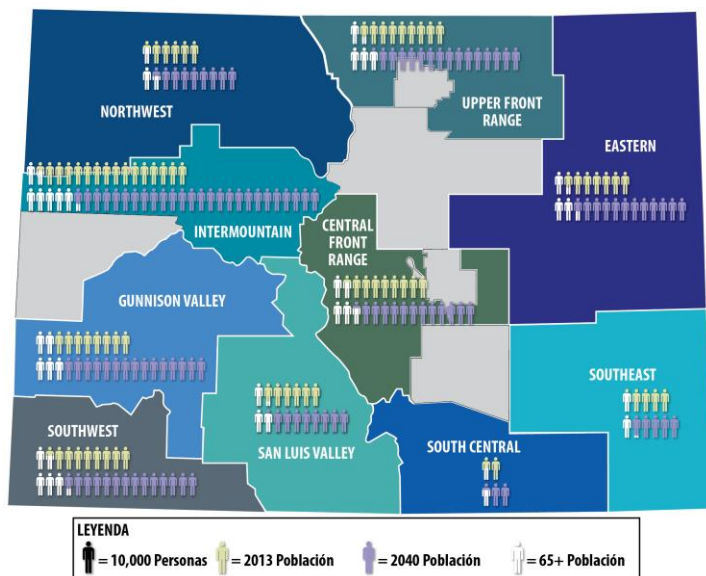 NORTHWEST
UPPER FRONT
RANGE
EASTERN
INTERMOUNTAIN
CENTRAL
FRONT
RANGE
GUNNISON VALLEY
SOUTHEAST
SOUTHWEST
SAN LUIS VALLEY
SOUTH CENTRAL
LEYENDA
= 10,000 Personas = 2013 Población = 2040 Población = 65+ Población